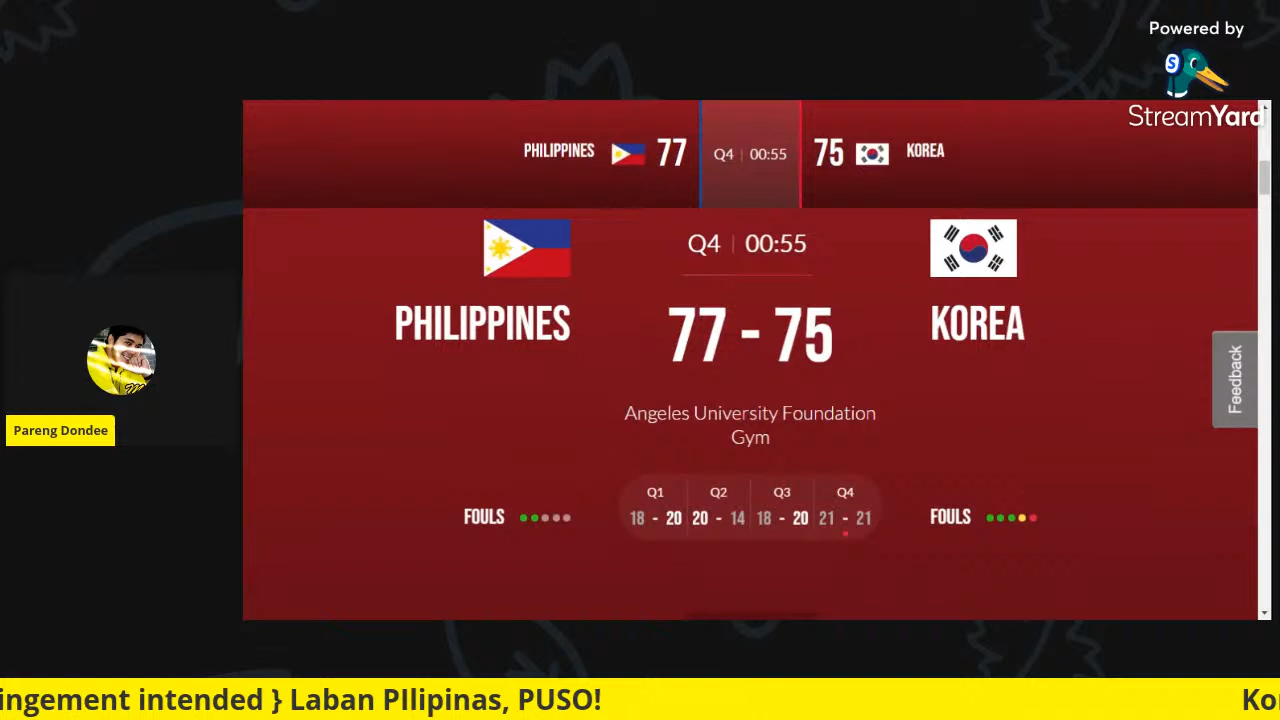 Powered by
StreamYard
PHILIPPINES 77 Q4 | 00:55 75 KOREA
Q4 | 00:55
PHILIPPINES 77 - 75 KOREA
Angeles University Foundation
Gym
Feedback
Pareng Dondee
Q1 Q2 Q3 Q4
FOULS 18 - 20 20 - 14 18 - 20 21 - 21 FOULS
ingement intended } Laban PIlipinas, PUSO! Ko